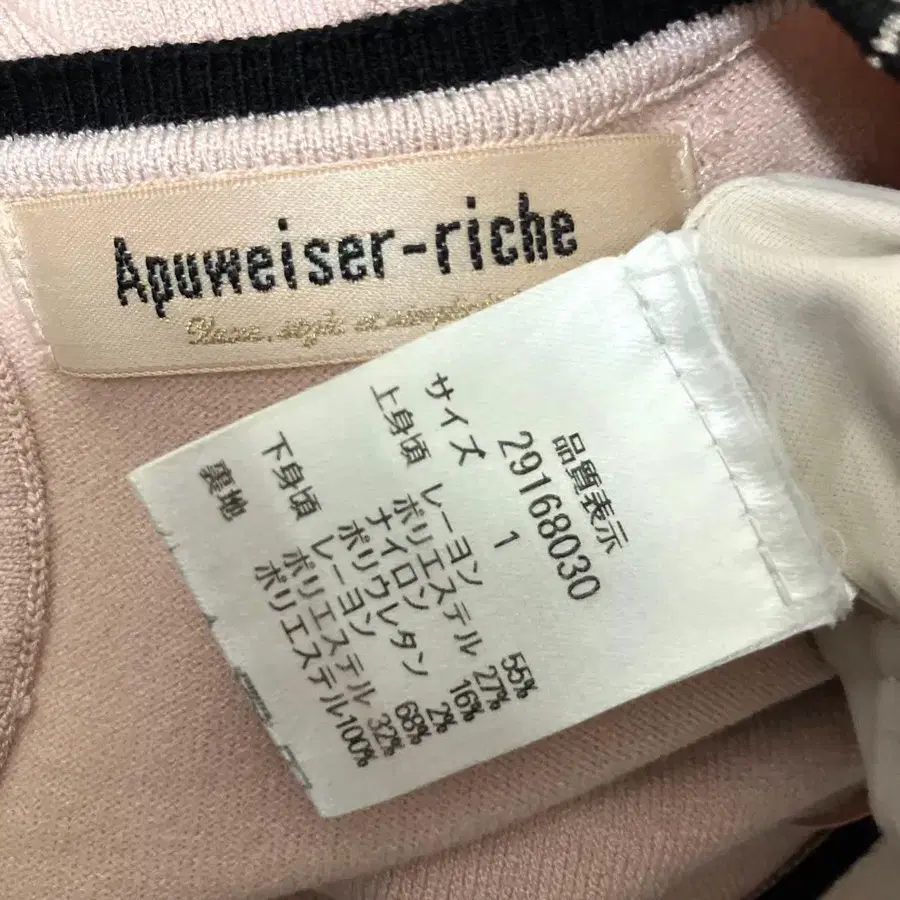 Apuweiser-riche
品質表示
29168030
サイズ 1
上身頃 レーヨン 55%
ポリエステル 27%
ナイロン 16%
ポリウレタン 2%
下身頃 レーヨン 68%
ポリエステル 32%
裏地 ポリエステル100%